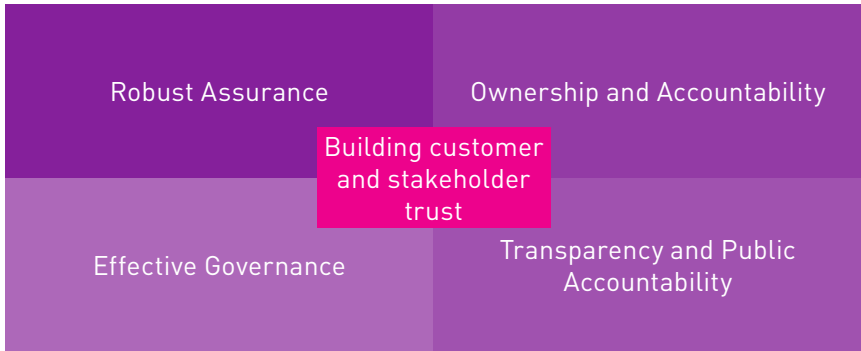 Robust Assurance
Ownership and Accountability
Building customer
and stakeholder
trust
Effective Governance
Transparency and Public
Accountability